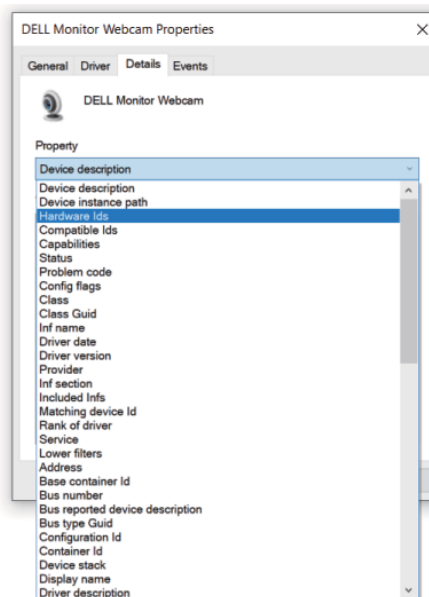 DELL Monitor Webcam Properties
General Driver Details Events
DELL Monitor Webcam
Property
Device description
Device description
Device instance path
Hardware Ids
Compatible Ids
Capabilities
Status
Problem code
Config flags
Class
Class Guid
Inf name
Driver date
Driver version
Provider
Inf section
Included Infs
Matching device Id
Rank of driver
Service
Lower filters
Address
Base container Id
Bus number
Bus reported device description
Bus type Guid
Configuration Id
Container Id
Device stack
Display name
Driver description